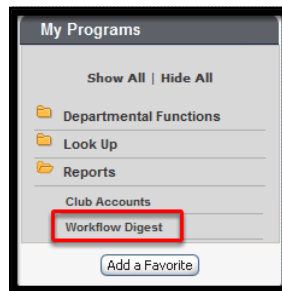 My Programs
Show All | Hide All
Departmental Functions
Look Up
Reports
Club Accounts
Workflow Digest
Add a Favorite